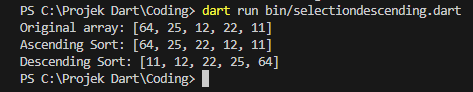 PS C:\Projek Dart\Coding> dart run bin/selectiondescending.dart
Original array: [64, 25, 12, 22, 11]
Ascending Sort: [64, 25, 22, 12, 11]
Descending Sort: [11, 12, 22, 25, 64]
PS C:\Projek Dart\Coding>